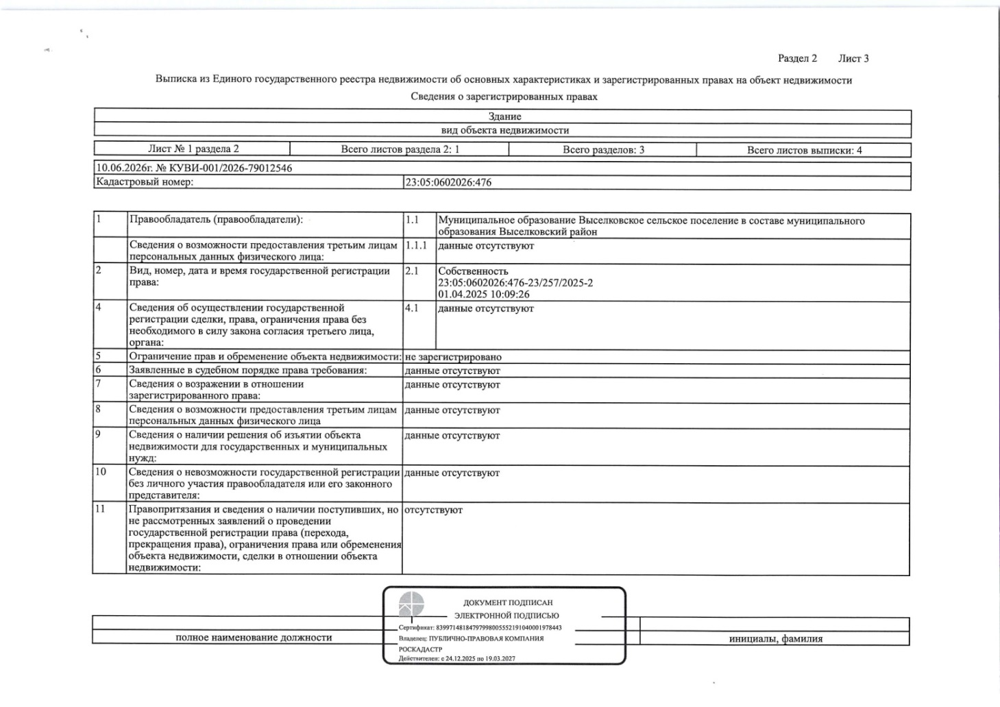 Раздел 2 Лист 3
Выписка из Единого государственного реестра недвижимости об основных характеристиках и зарегистрированных правах на объект недвижимости
Сведения о зарегистрированных правах
Здание
вид объекта недвижимости
Лист № 1 раздела 2 Всего листов раздела 2: 1 Всего разделов: 3 Всего листов выписки: 4
10.06.2026г. № КУВИ-001/2026-79012546
Кадастровый номер: 23:05:0602026:476
1 Правообладатель (правообладатели): 1.1 Муниципальное образование Выселковское сельское поселение в составе муниципального
образования Выселковский район
Сведения о возможности предоставления третьим лицам 1.1.1 данные отсутствуют
персональных данных физического лица:
2 Вид, номер, дата и время государственной регистрации 2.1 Собственность
права: 23:05:0602026:476-23/257/2025-2
01.04.2025 10:09:26
4 Сведения об осуществлении государственной 4.1 данные отсутствуют
регистрации сделки, права, ограничения права без
необходимого в силу закона согласия третьего лица,
органа:
5 Ограничение прав и обременение объекта недвижимости: не зарегистрировано
6 Заявленные в судебном порядке права требования: данные отсутствуют
7 Сведения о возражении в отношении данные отсутствуют
зарегистрированного права:
8 Сведения о возможности предоставления третьим лицам данные отсутствуют
персональных данных физического лица
9 Сведения о наличии решения об изъятии объекта данные отсутствуют
недвижимости для государственных и муниципальных
нужд:
10 Сведения о невозможности государственной регистрации данные отсутствуют
без личного участия правообладателя или его законного
представителя:
11 Правопритязания и сведения о наличии поступивших, но отсутствуют
не рассмотренных заявлений о проведении
государственной регистрации права (перехода,
прекращения права), ограничения права или обременения
объекта недвижимости, сделки в отношении объекта
недвижимости:
ДОКУМЕНТ ПОДПИСАН
ЭЛЕКТРОННОЙ ПОДПИСЬЮ
Сертификат: 83997148184797998005552191040001978443
Владелец: ПУБЛИЧНО-ПРАВОВАЯ КОМПАНИЯ
РОСКАДАСТР
Действителен: с 24.12.2025 по 19.03.2027
полное наименование должности инициалы, фамилия